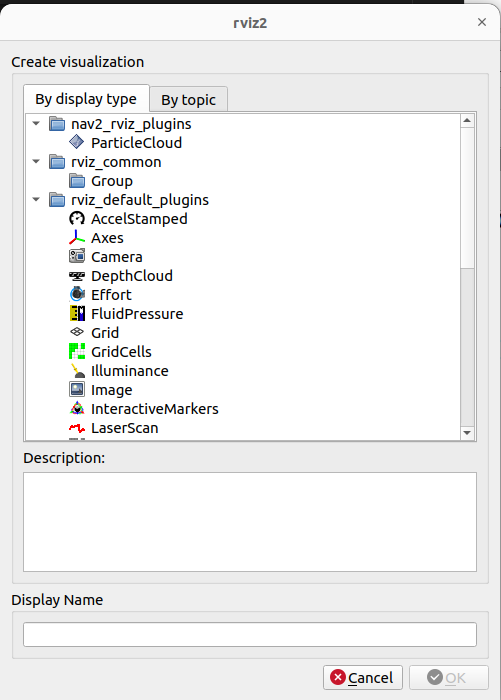 rviz2
Create visualization
By display type
By topic
nav2_rviz_plugins
ParticleCloud
rviz_common
Group
rviz_default_plugins
AccelStamped
Axes
Camera
DepthCloud
Effort
FluidPressure
Grid
GridCells
Illuminance
Image
InteractiveMarkers
LaserScan
Description:
Display Name
Cancel
OK